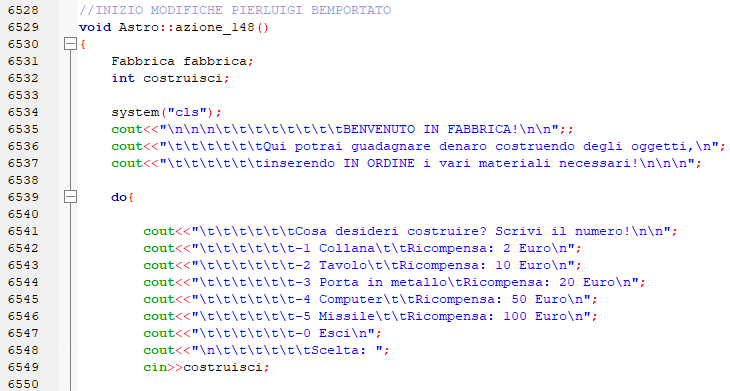 6528 //INIZIO MODIFICHE PIERLUIGI BEMPORTATO
6529 void Astro::azione_148()
6530 {
6531 Fabbrica fabbrica;
6532 int costruisci;
6533
6534 system("cls");
6535 cout<<"\n\n\n\t\t\t\t\t\t\t\tBENVENUTO IN FABBRICA!\n\n";;
6536 cout<<"\t\t\t\t\t\tQui potrai guadagnare denaro costruendo degli oggetti,\n";
6537 cout<<"\t\t\t\t\t\tinserendo IN ORDINE i vari materiali necessari!\n\n\n";
6538
6539 do{
6540
6541 cout<<"\t\t\t\t\t\tCosa desideri costruire? Scrivi il numero!\n\n";
6542 cout<<"\t\t\t\t\t\t-1 Collana\t\tRicompensa: 2 Euro\n";
6543 cout<<"\t\t\t\t\t\t-2 Tavolo\t\tRicompensa: 10 Euro\n";
6544 cout<<"\t\t\t\t\t\t-3 Porta in metallo\tRicompensa: 20 Euro\n";
6545 cout<<"\t\t\t\t\t\t-4 Computer\t\tRicompensa: 50 Euro\n";
6546 cout<<"\t\t\t\t\t\t-5 Missile\t\tRicompensa: 100 Euro\n";
6547 cout<<"\t\t\t\t\t\t-0 Esci\n";
6548 cout<<"\n\t\t\t\t\t\tScelta: ";
6549 cin>>costruisci;
6550